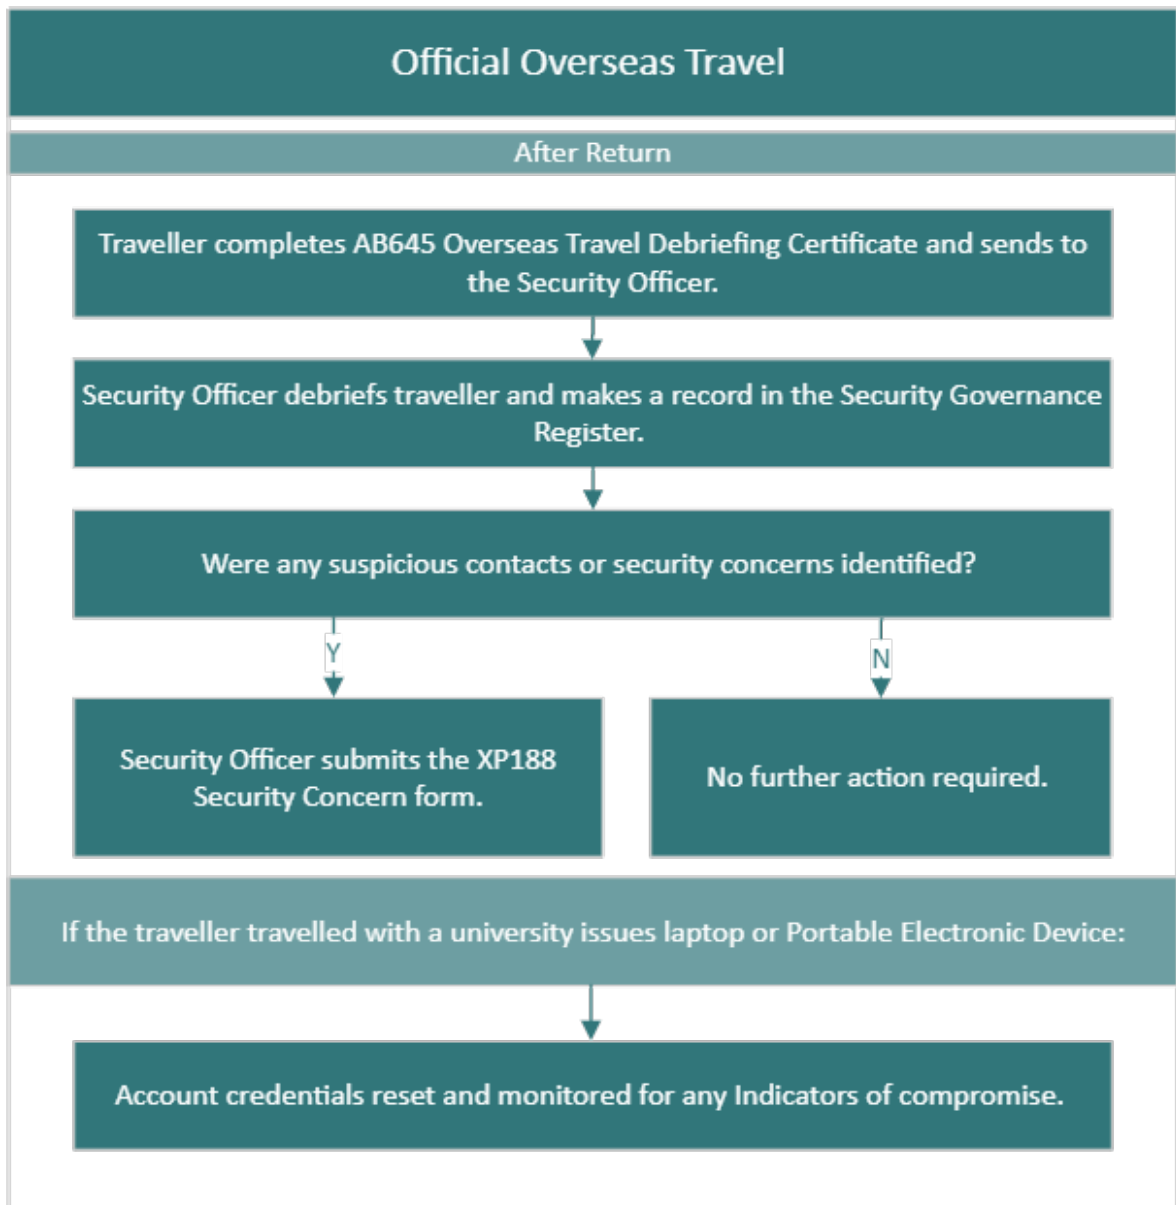 Official Overseas Travel
After Return
Traveller completes AB645 Overseas Travel Debriefing Certificate and sends to
the Security Officer.
Security Officer debriefs traveller and makes a record in the Security Governance
Register.
Were any suspicious contacts or security concerns identified?
Y
N
Security Officer submits the XP188
Security Concern form.
No further action required.
If the traveller travelled with a university issues laptop or Portable Electronic Device:
Account credentials reset and monitored for any Indicators of compromise.